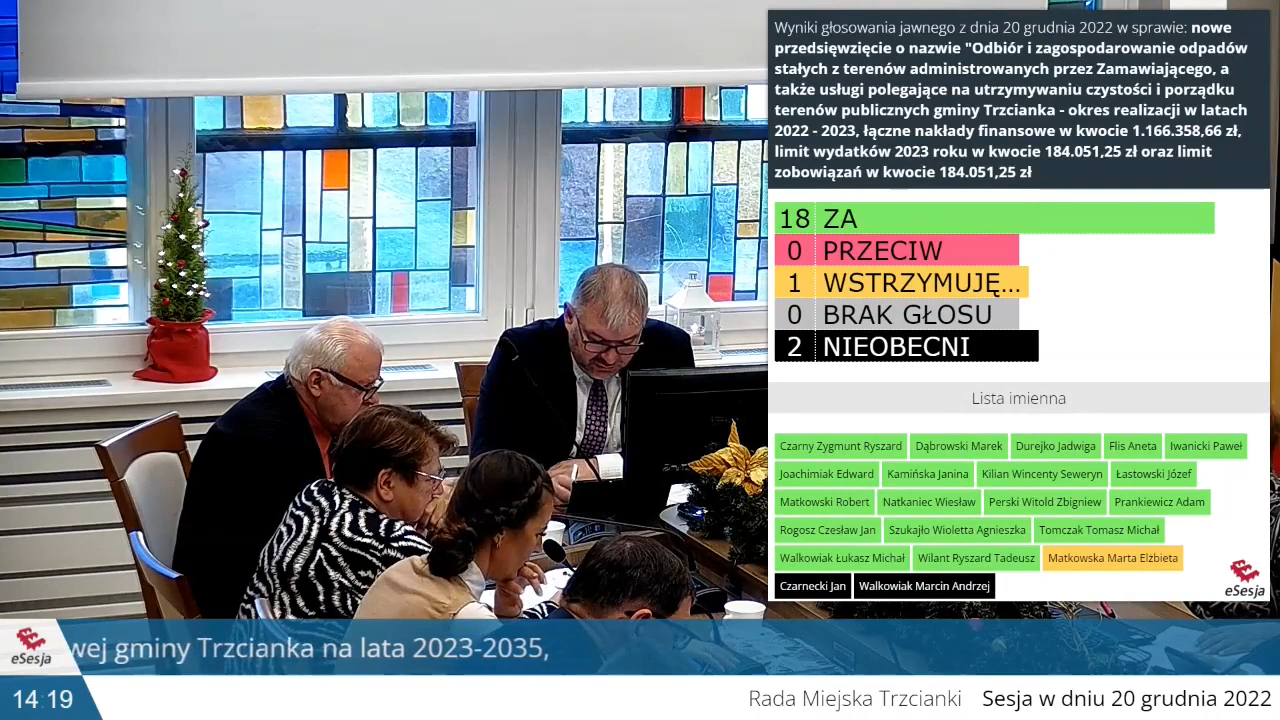 Wyniki głosowania jawnego z dnia 20 grudnia 2022 w sprawie: nowe
przedsięwzięcie o nazwie "Odbiór i zagospodarowanie odpadów
stałych z terenów administrowanych przez Zamawiającego, a
także usługi polegające na utrzymywaniu czystości i porządku
terenów publicznych gminy Trzcianka - okres realizacji w latach
2022 - 2023, łączne nakłady finansowe w kwocie 1.166.358,66 zł,
limit wydatków 2023 roku w kwocie 184.051,25 zł oraz limit
zobowiązań w kwocie 184.051,25 zł
18 ZA
0 PRZECIW
1 WSTRZYMUJĘ...
0 BRAK GŁOSU
2 NIEOBECNI
Lista imienna
Czarny Zygmunt Ryszard Dąbrowski Marek Durejko Jadwiga Flis Aneta Iwanicki Paweł
Joachimiak Edward Kamińska Janina Kilian Wincenty Seweryn Łastowski Józef
Matkowski Robert Natkaniec Wiesław Perski Witold Zbigniew Prankiewicz Adam
Rogosz Czesław Jan Szukajło Wioletta Agnieszka Tomczak Tomasz Michał
Walkowiak Łukasz Michał Wilant Ryszard Tadeusz Matkowska Marta Elżbieta
Czarnecki Jan Walkowiak Marcin Andrzej
eSesja
eSesja wej gminy Trzcianka na lata 2023-2035,
14:19 Rada Miejska Trzcianki Sesja w dniu 20 grudnia 2022